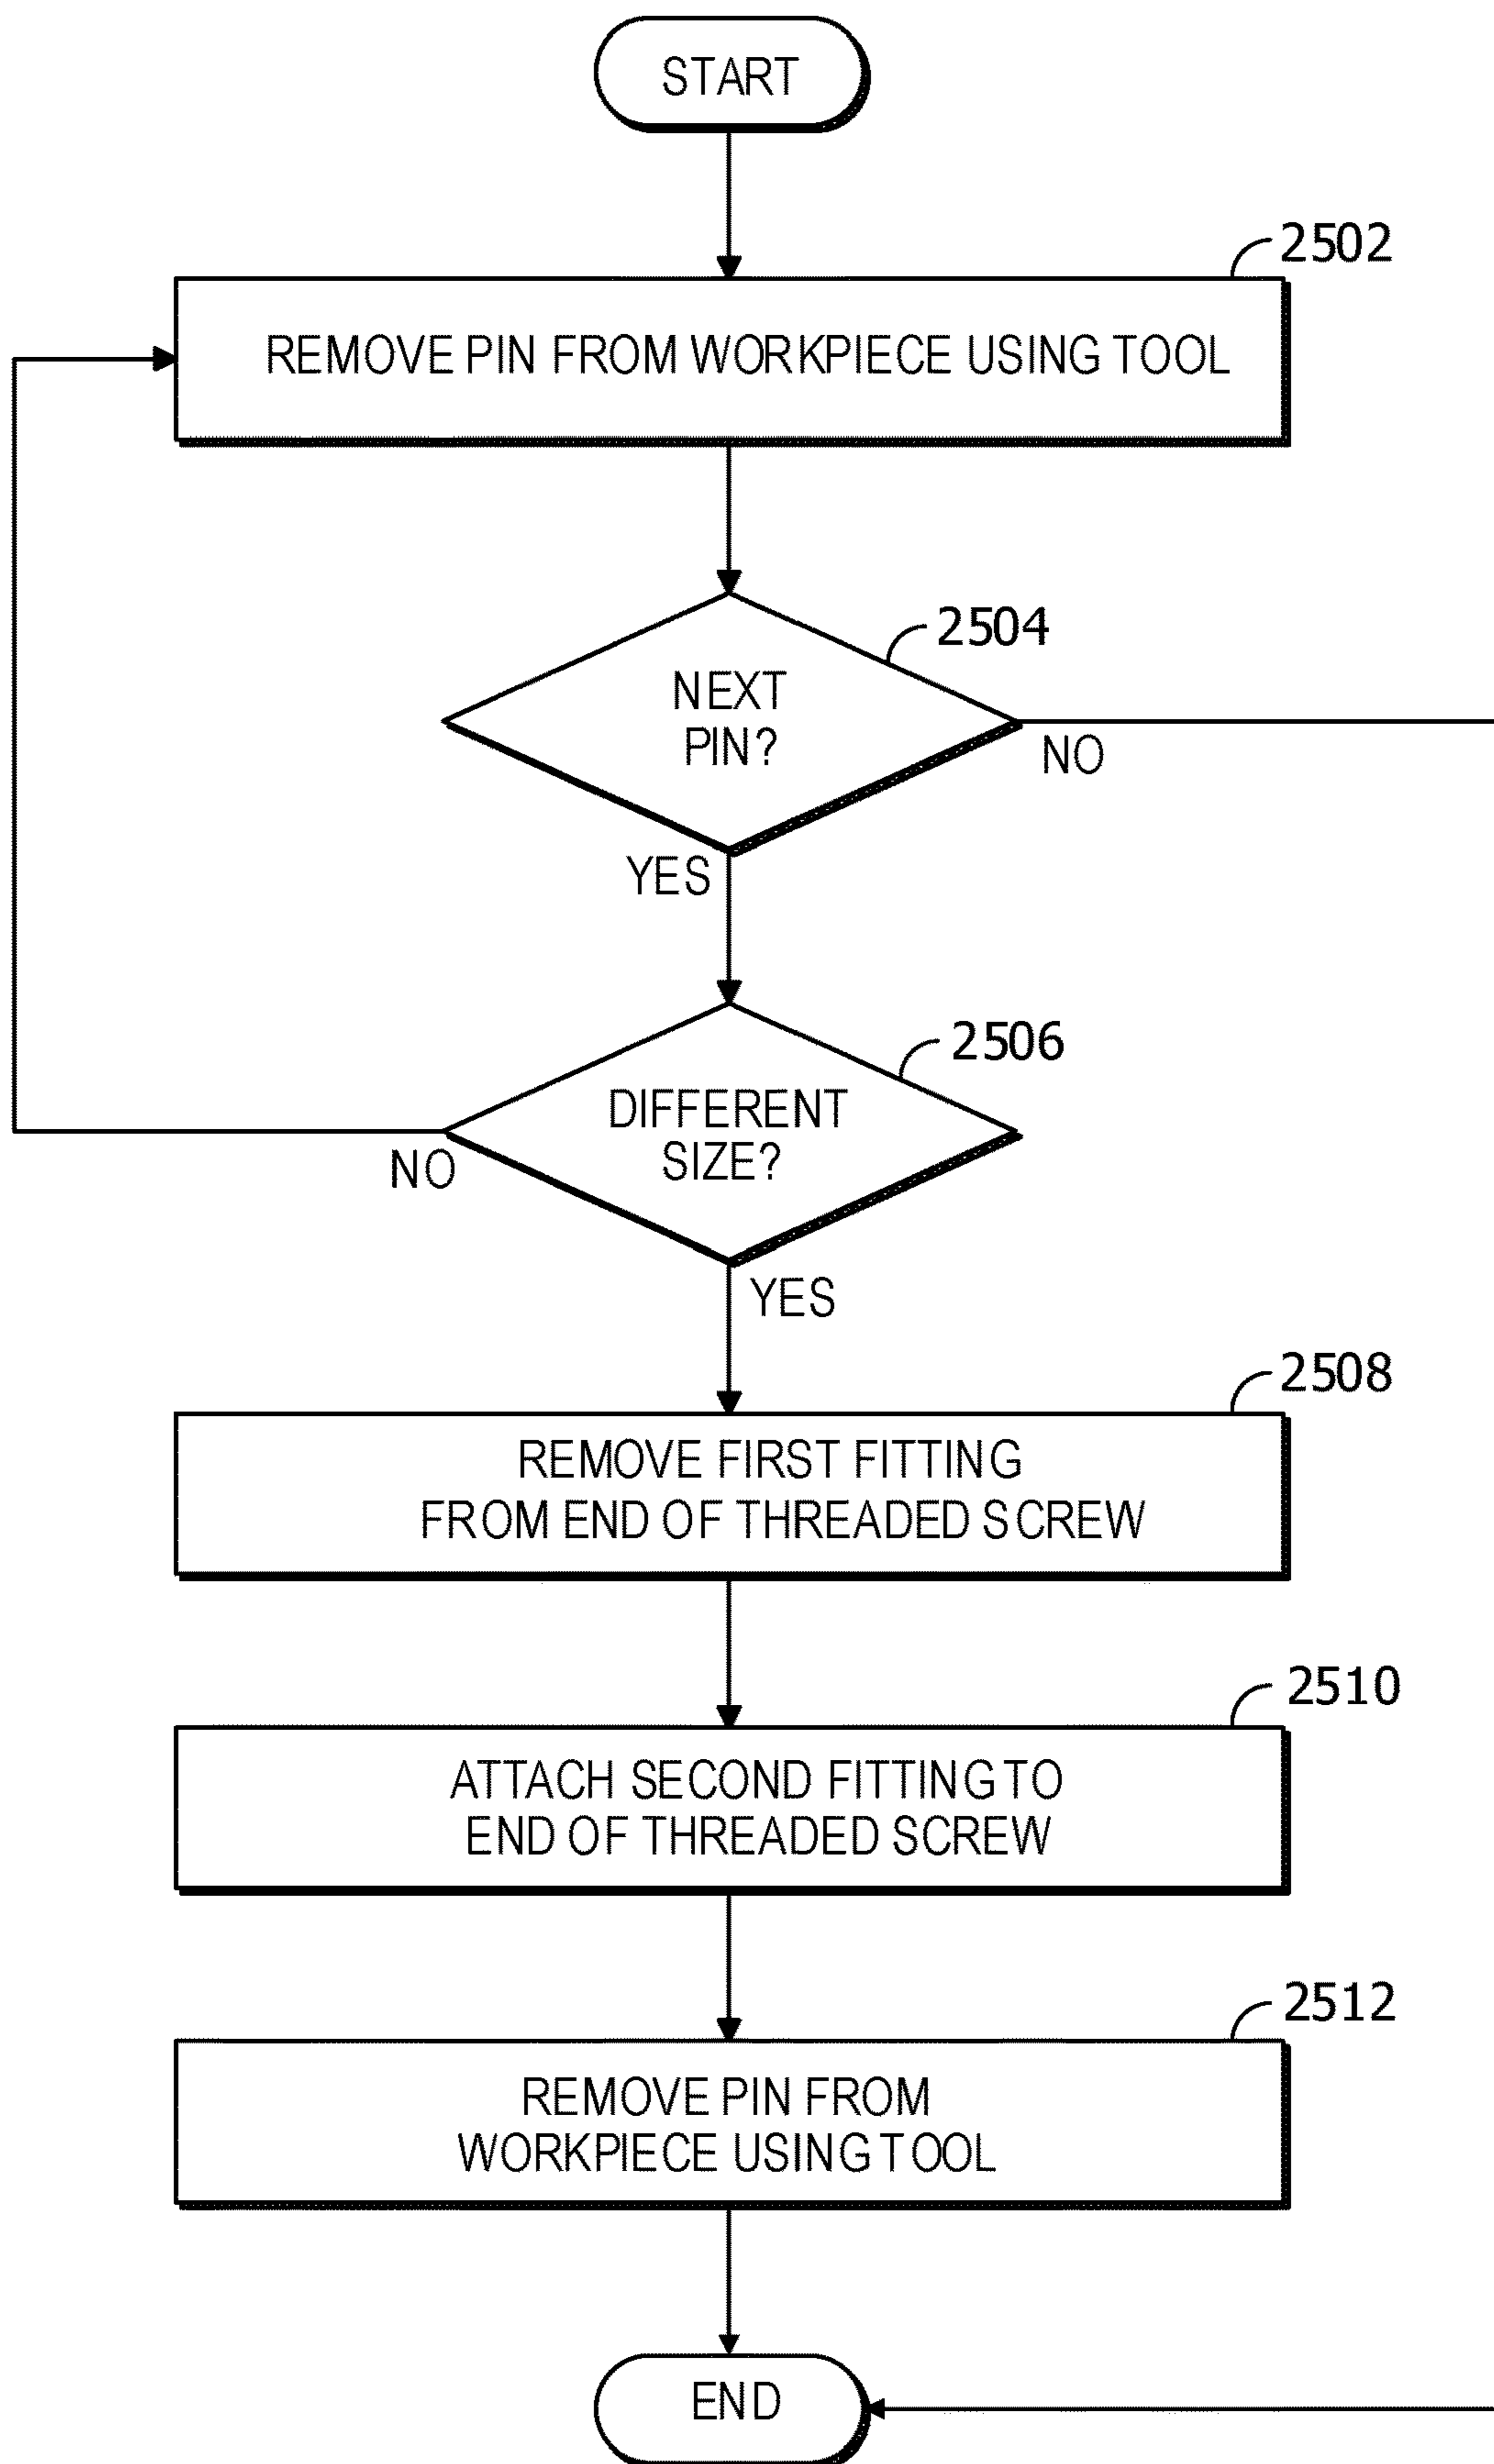 START
2502
REMOVE PIN FROM WORKPIECE USING TOOL
2504
NEXT
PIN?
NO
YES
2506
DIFFERENT
SIZE?
NO
YES
2508
REMOVE FIRST FITTING
FROM END OF THREADED SCREW
2510
ATTACH SECOND FITTING TO
END OF THREADED SCREW
2512
REMOVE PIN FROM
WORKPIECE USING TOOL
END